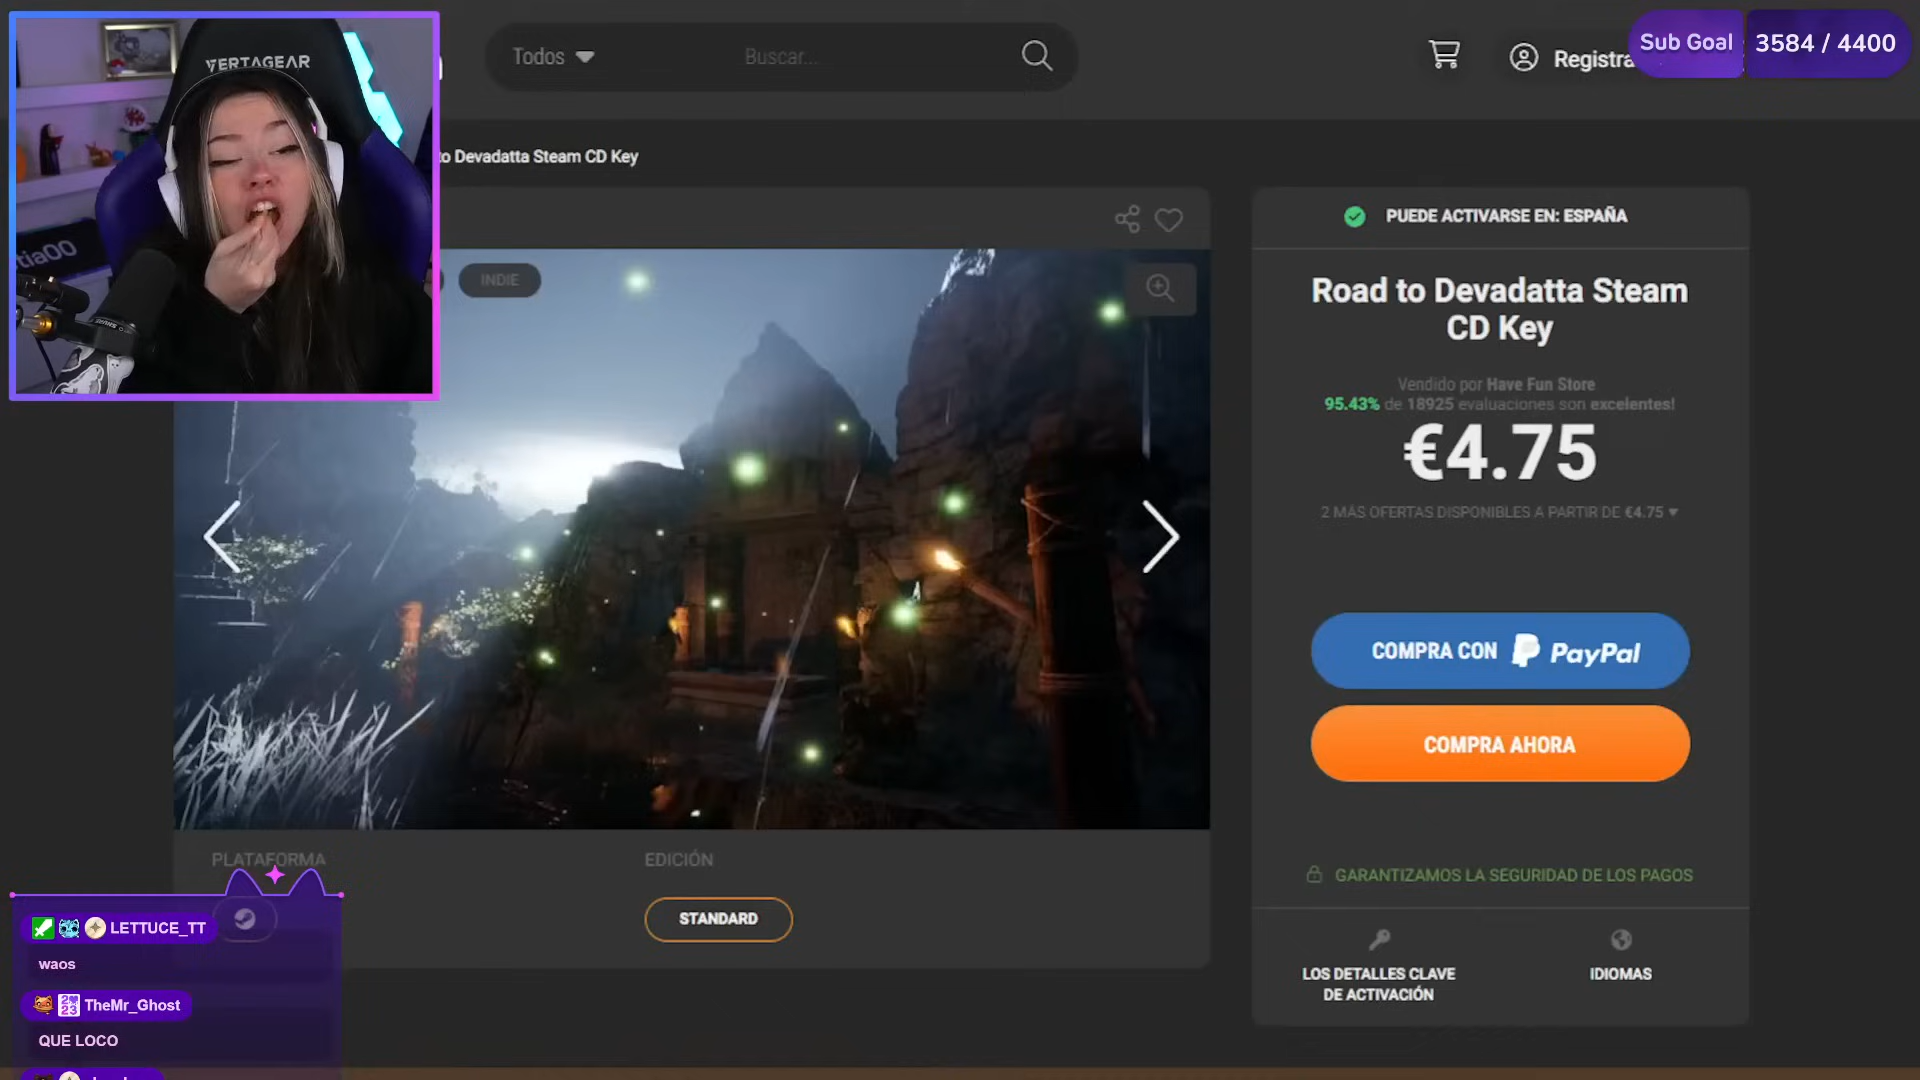 VERTAGEAR
tia00
Todos
Buscar...
Registra
Sub Goal
3584 / 4400
to Devadatta Steam CD Key
INDIE
PUEDE ACTIVARSE EN: ESPAÑA
Road to Devadatta Steam
CD Key
Vendido por Have Fun Store
95.43% de 18925 evaluaciones son excelentes!
€4.75
2 MÁS OFERTAS DISPONIBLES A PARTIR DE €4.75
COMPRA CON PayPal
COMPRA AHORA
GARANTIZAMOS LA SEGURIDAD DE LOS PAGOS
LOS DETALLES CLAVE
DE ACTIVACIÓN
IDIOMAS
PLATAFORMA
EDICIÓN
STANDARD
LETTUCE_TT
waos
2023 TheMr_Ghost
QUE LOCO